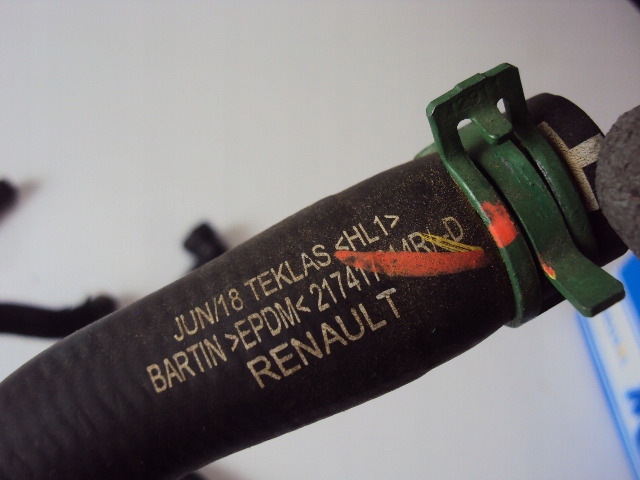 JUN/18 TEKLAS <HL1>
BARTIN >EPDM<
RENAULT